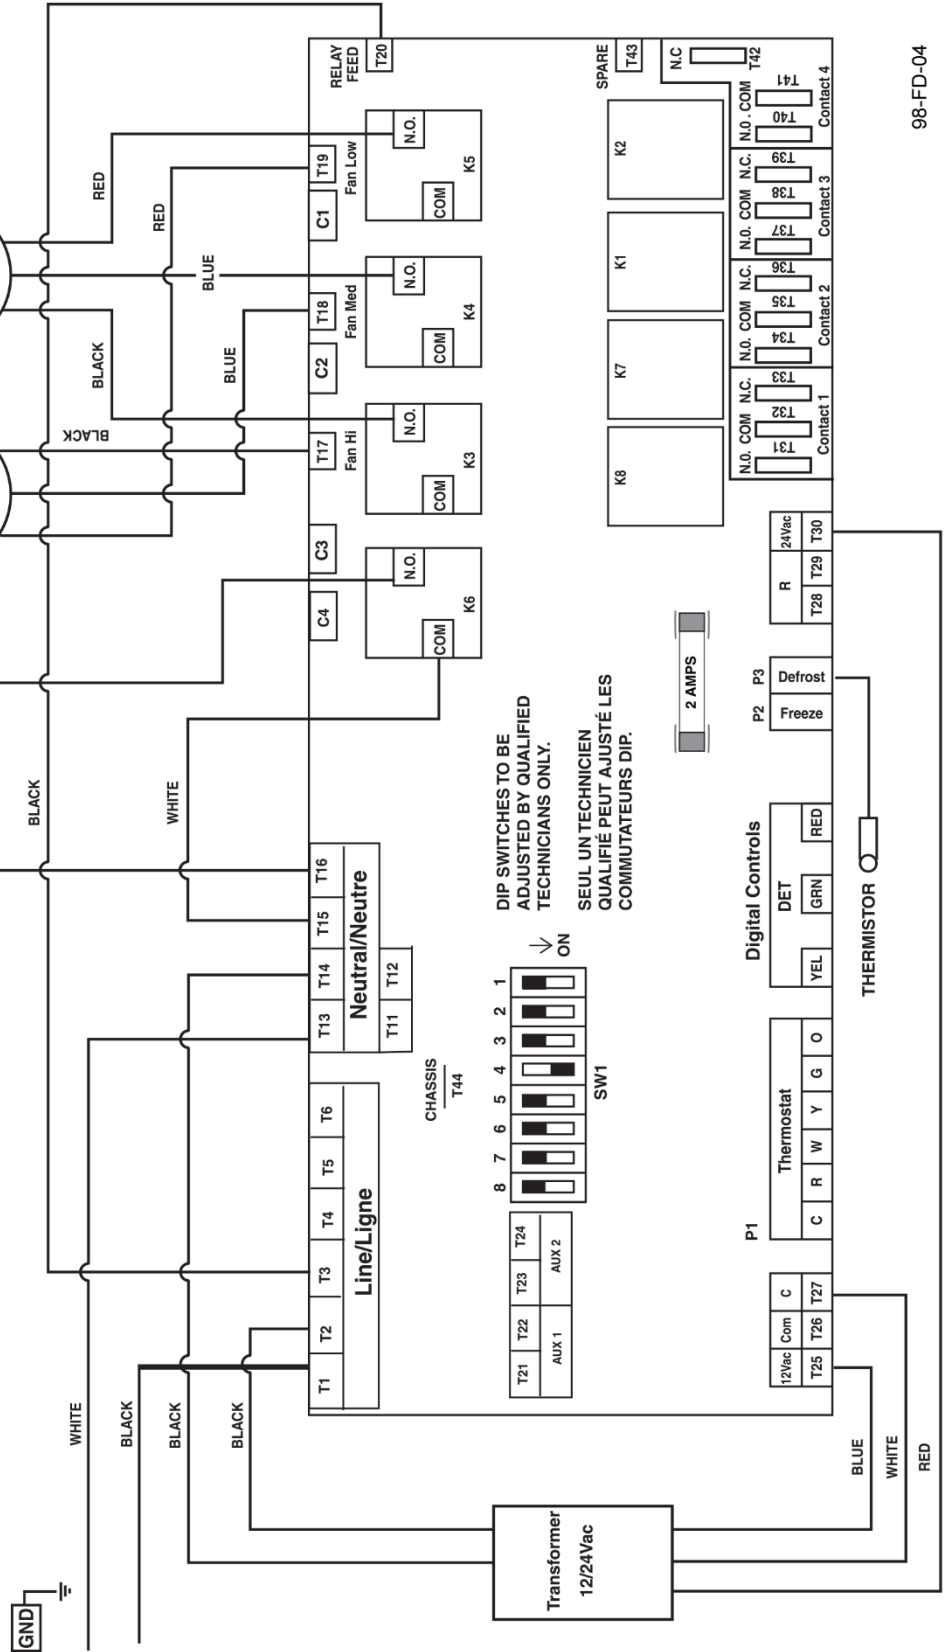 GND
WHITE
BLACK
BLACK
BLACK
BLACK
WHITE
BLACK
BLACK
BLUE
BLUE
RED
RED
RELAY
FEED
T20
T1
T2
T3
T4
T5
T6
Line/Ligne
T13
T14
T15
T16
Neutral/Neutre
T11
T12
CHASSIS
T44
C4
C3
T17
Fan Hi
C2
T18
Fan Med
C1
T19
Fan Low
COM
N.O.
K6
COM
N.O.
K3
COM
N.O.
K4
COM
N.O.
K5
T21
T22
T23
T24
AUX 1
AUX 2
8
7
6
5
4
3
2
1
ON
SW1
DIP SWITCHES TO BE
ADJUSTED BY QUALIFIED
TECHNICIANS ONLY.
SEUL UN TECHNICIEN
QUALIFIÉ PEUT AJUSTÉ LES
COMMUTATEURS DIP.
2 AMPS
K8
K7
K1
K2
SPARE
T43
N.C
T42
N.O. COM N.C.
T31
T32
T33
Contact 1
N.O. COM N.C.
T34
T35
T36
Contact 2
N.O. COM N.C.
T37
T38
T39
Contact 3
N.O. COM
T40
T41
Contact 4
12Vac
Com
C
T25
T26
T27
P1
Thermostat
C
R
W
Y
G
O
Digital Controls
DET
YEL
GRN
RED
P2
P3
Freeze
Defrost
R
24Vac
T28
T29
T30
THERMISTOR
Transformer
12/24Vac
BLUE
WHITE
RED
98-FD-04